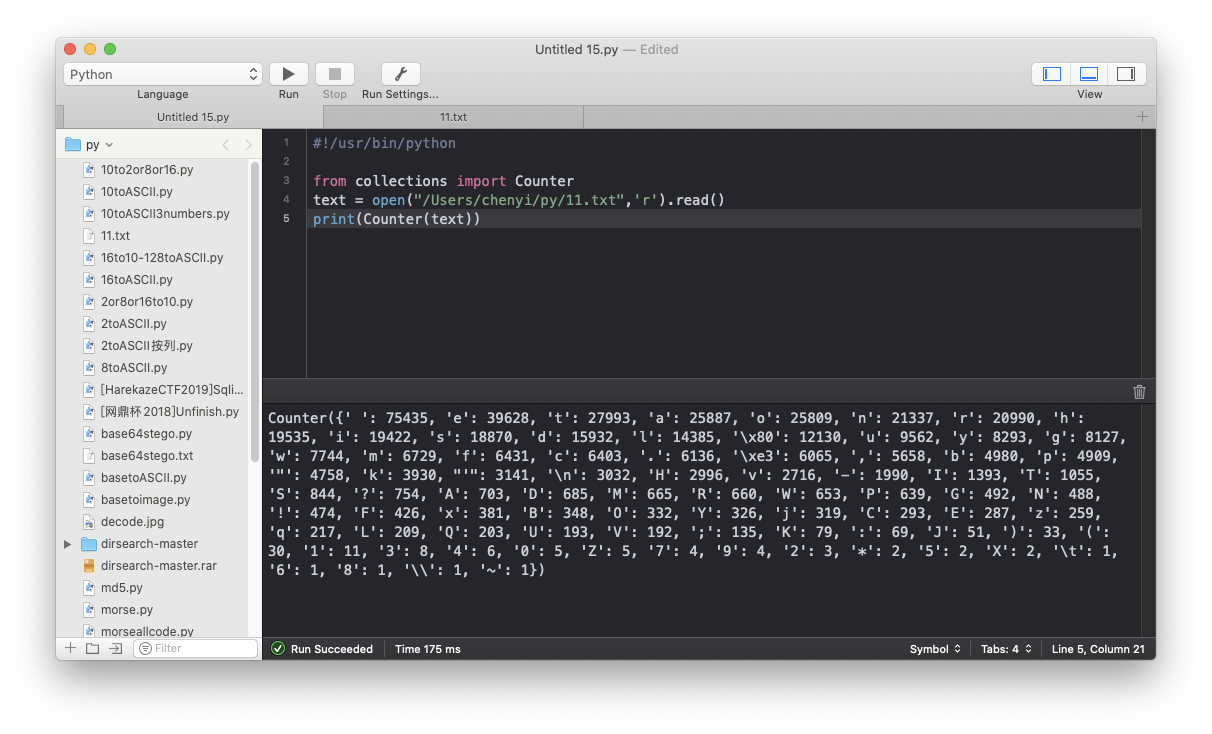 Untitled 15.py — Edited
Python
Language
Run
Stop
Run Settings...
View
Untitled 15.py
11.txt
py
10to2or8or16.py
10toASCII.py
10toASCII3numbers.py
11.txt
16to10-128toASCII.py
16toASCII.py
2or8or16to10.py
2toASCII.py
2toASCII按列.py
8toASCII.py
[HarekazeCTF2019]Sqli...
[网鼎杯2018]Unfinish.py
base64stego.py
base64stego.txt
basetoASCII.py
basetoimage.py
decode.jpg
dirsearch-master
dirsearch-master.rar
md5.py
morse.py
morseallcode.py
Filter
1 #!/usr/bin/python
2
3 from collections import Counter
4 text = open("/Users/chenyi/py/11.txt",'r').read()
5 print(Counter(text))
Counter({' ': 75435, 'e': 39628, 't': 27993, 'a': 25887, 'o': 25809, 'n': 21337, 'r': 20990, 'h':
19535, 'i': 19422, 's': 18870, 'd': 15932, 'l': 14385, '\x80': 12130, 'u': 9562, 'y': 8293, 'g': 8127,
'w': 7744, 'm': 6729, 'f': 6431, 'c': 6403, '.': 6136, '\xe3': 6065, ',': 5658, 'b': 4980, 'p': 4909,
'"': 4758, 'k': 3930, "'": 3141, '\n': 3032, 'H': 2996, 'v': 2716, '-': 1990, 'I': 1393, 'T': 1055,
'S': 844, '?': 754, 'A': 703, 'D': 685, 'M': 665, 'R': 660, 'W': 653, 'P': 639, 'G': 492, 'N': 488,
'!': 474, 'F': 426, 'x': 381, 'B': 348, 'O': 332, 'Y': 326, 'j': 319, 'C': 293, 'E': 287, 'z': 259,
'q': 217, 'L': 209, 'Q': 203, 'U': 193, 'V': 192, ';': 135, 'K': 79, ':': 69, 'J': 51, ')': 33, '(':
30, '1': 11, '3': 8, '4': 6, '0': 5, 'Z': 5, '7': 4, '9': 4, '2': 3, '*': 2, '5': 2, 'X': 2, '\t': 1,
'6': 1, '8': 1, '\\': 1, '~': 1})
Run Succeeded
Time 175 ms
Symbol
Tabs: 4
Line 5, Column 21